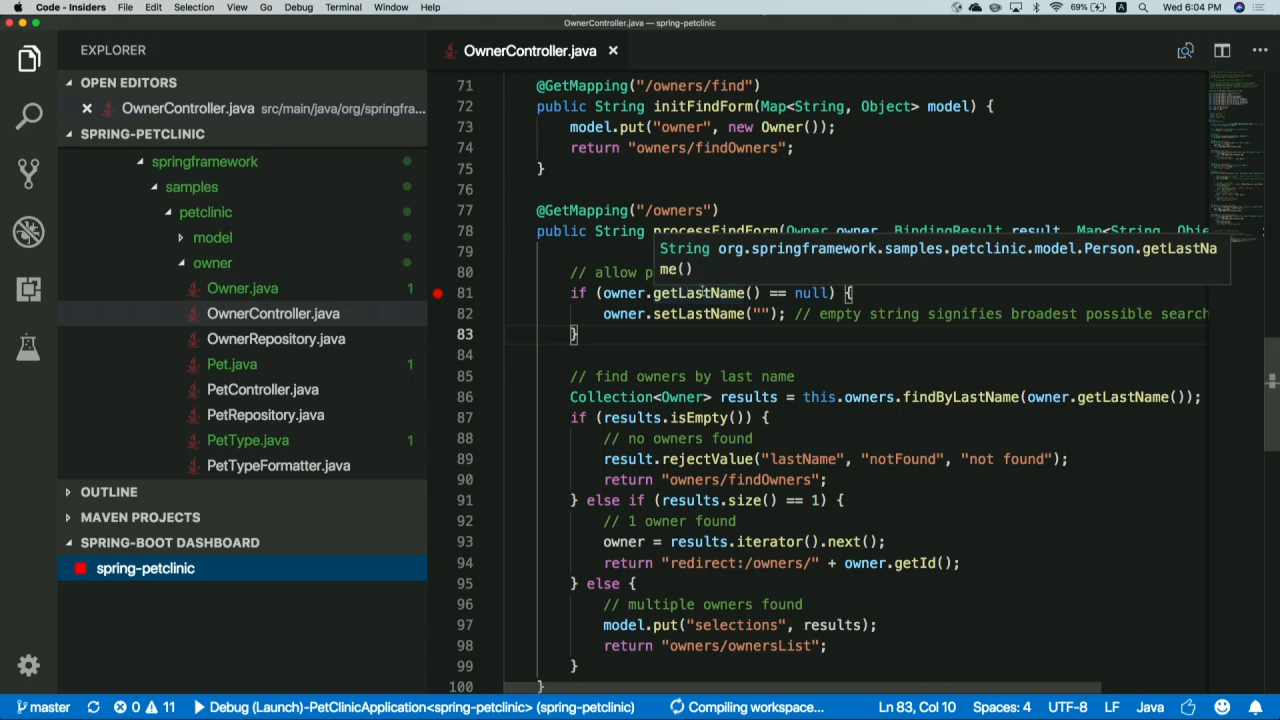 Code - Insiders File Edit Selection View Go Debug Terminal Window Help 69% A Wed 6:04 PM
OwnerController.java — spring-petclinic
EXPLORER
OPEN EDITORS
OwnerController.java src/main/java/org/springfra...
SPRING-PETCLINIC
springframework
samples
petclinic
model
owner
Owner.java 1
OwnerController.java
OwnerRepository.java
Pet.java 1
PetController.java
PetRepository.java
PetType.java 1
PetTypeFormatter.java
OUTLINE
MAVEN PROJECTS
SPRING-BOOT DASHBOARD
spring-petclinic
OwnerController.java
71 @GetMapping("/owners/find")
72 public String initFindForm(Map<String, Object> model) {
73 model.put("owner", new Owner());
74 return "owners/findOwners";
75 }
76
77 @GetMapping("/owners")
78 public String processFindForm(Owner owner, BindingResult result, Map<String, Obje
String org.springframework.samples.petclinic.model.Person.getLastNa
me()
79
80 // allow p
81 if (owner.getLastName() == null) {
82 owner.setLastName(""); // empty string signifies broadest possible search
83 }
84
85 // find owners by last name
86 Collection<Owner> results = this.owners.findByLastName(owner.getLastName());
87 if (results.isEmpty()) {
88 // no owners found
89 result.rejectValue("lastName", "notFound", "not found");
90 return "owners/findOwners";
91 } else if (results.size() == 1) {
92 // 1 owner found
93 owner = results.iterator().next();
94 return "redirect:/owners/" + owner.getId();
95 } else {
96 // multiple owners found
97 model.put("selections", results);
98 return "owners/ownersList";
99 }
100 }
master 0 11 Debug (Launch)-PetClinicApplication<spring-petclinic> (spring-petclinic) Compiling workspace... Ln 83, Col 10 Spaces: 4 UTF-8 LF Java